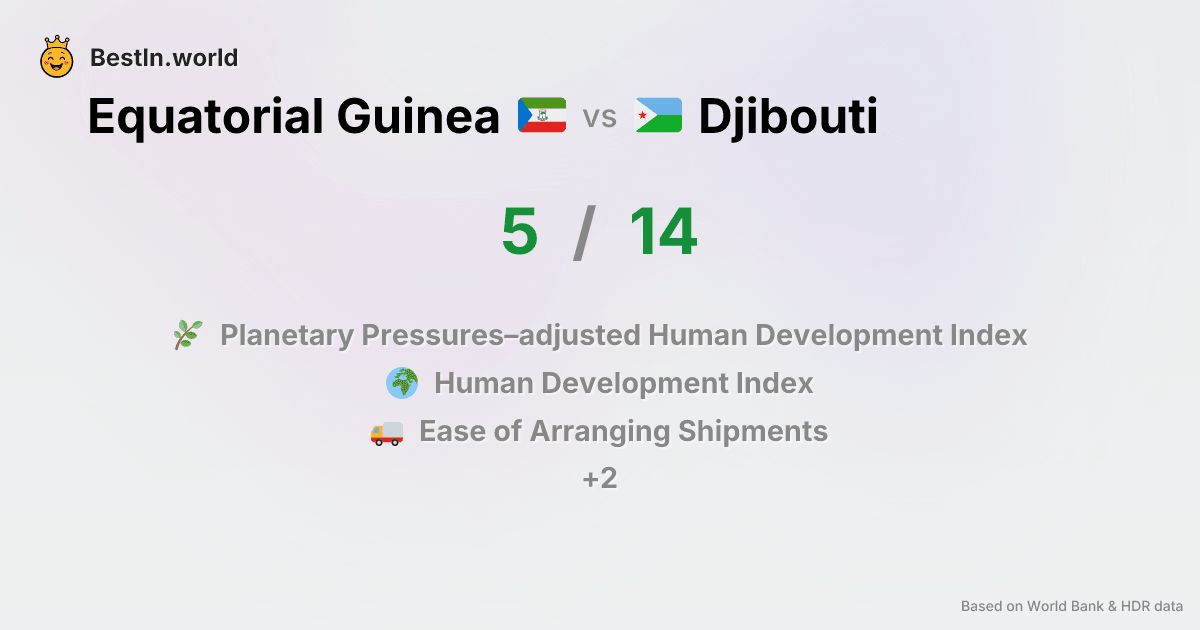 BestIn.world
Equatorial Guinea vs Djibouti
5 / 14
Planetary Pressures–adjusted Human Development Index
Human Development Index
Ease of Arranging Shipments
+2
Based on World Bank & HDR data